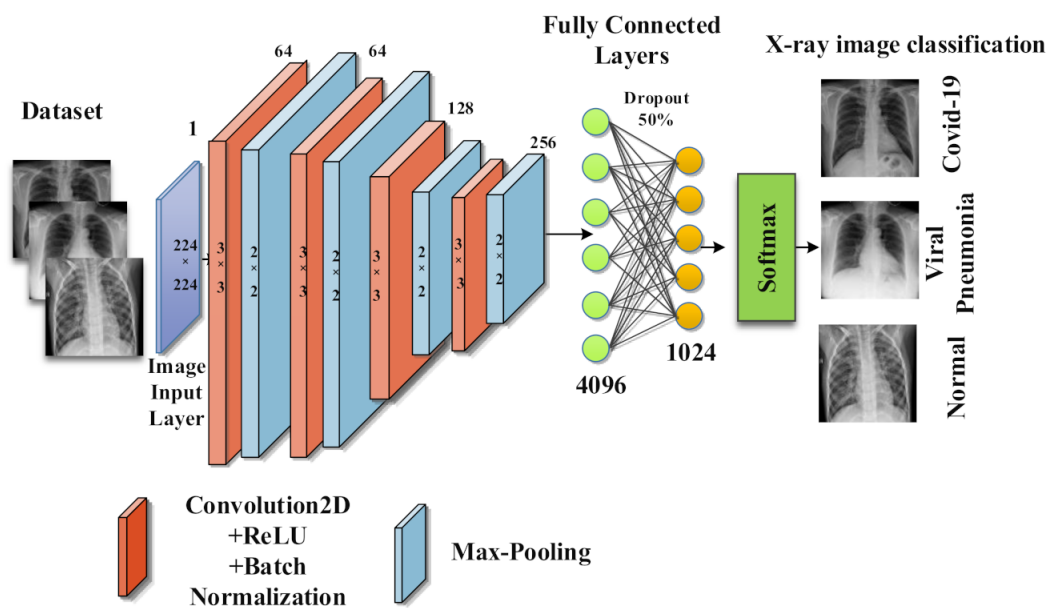 Dataset
1
224
×
224
Image
Input
Layer
64
3
×
3
2
×
2
64
3
×
3
2
×
2
128
3
×
3
2
×
2
256
3
×
3
2
×
2
Fully Connected
Layers
Dropout
50%
4096
1024
Softmax
X-ray image classification
Covid-19
Viral
Pneumonia
Normal
Convolution2D
+ReLU
+Batch
Normalization
Max-Pooling